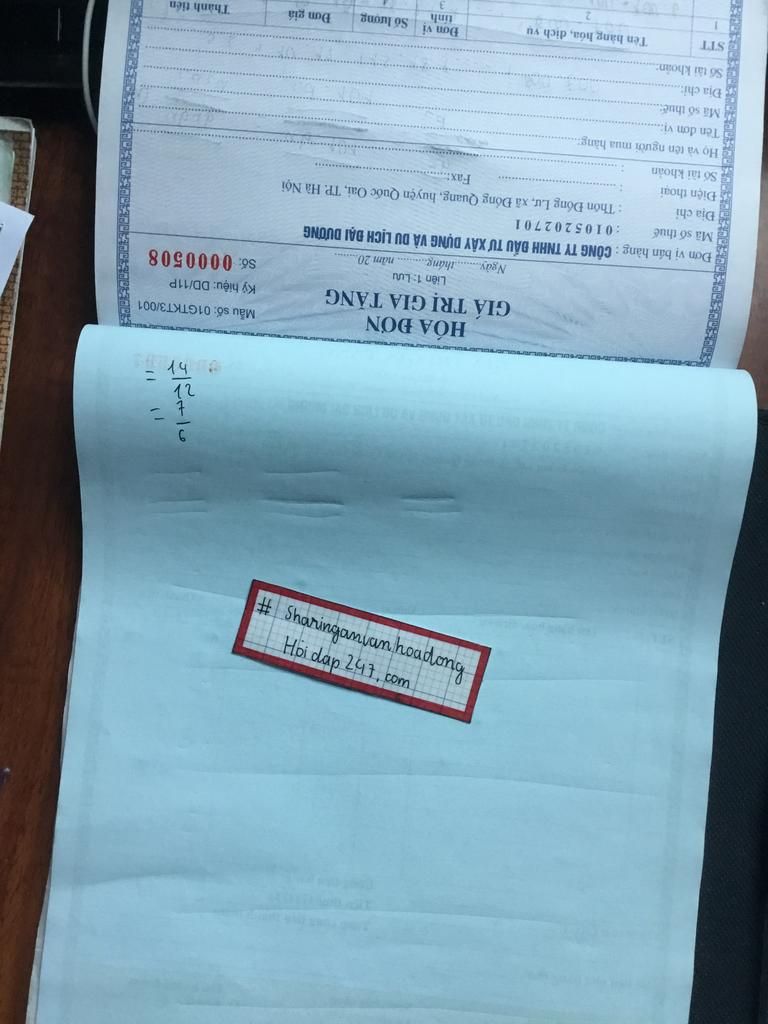 STT
Tên hàng hóa, dịch vụ
Đơn vị
tính
Số lượng
Đơn giá
Thành tiền
1
2
3
4
Số tài khoản:
Địa chỉ:
Mã số thuế:
Tên đơn vị:
Họ và tên người mua hàng:
Số tài khoản :
Điện thoại : Fax:
Địa chỉ : Thôn Đồng Lư, xã Đồng Quang, huyện Quốc Oai, TP. Hà Nội
Mã số thuế : 0105202701
Đơn vị bán hàng : CÔNG TY TNHH ĐẦU TƯ XÂY DỰNG VÀ DU LỊCH ĐẠI DƯƠNG
Ngày........tháng........năm 20........
Liên 1: Lưu
Số: 0000508
Ký hiệu: DD/11P
Mẫu số: 01GTKT3/001
HÓA ĐƠN
GIÁ TRỊ GIA TĂNG
= 14/12
= 7/6
# Sharinganvanhoadong
Hỏi dap 247.com